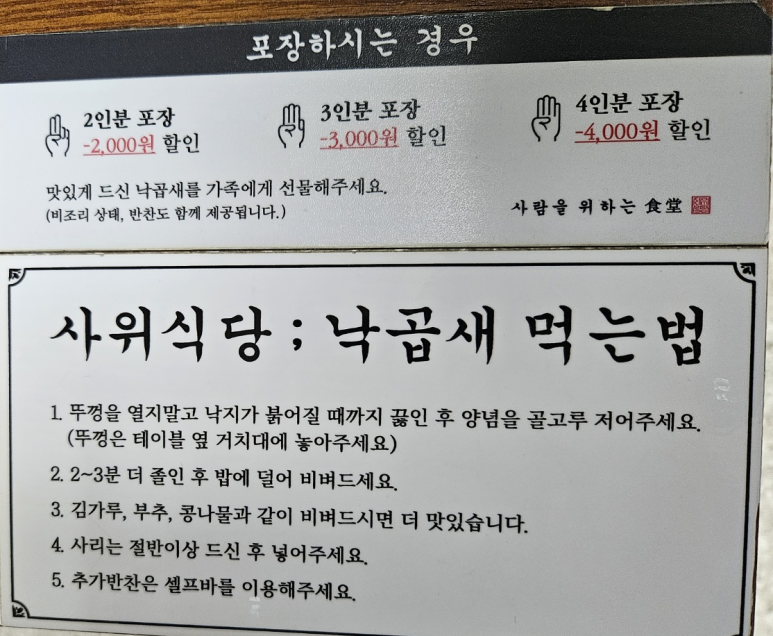 포장하시는 경우
2인분 포장
-2,000원 할인
3인분 포장
-3,000원 할인
4인분 포장
-4,000원 할인
맛있게 드신 낙곱새를 가족에게 선물해주세요.
(비조리 상태, 반찬도 함께 제공됩니다.)
사람을 위하는 食堂
사위식당 ; 낙곱새 먹는법
1. 뚜껑을 열지말고 낙지가 붉어질 때까지 끓인 후 양념을 골고루 저어주세요.
(뚜껑은 테이블 옆 거치대에 놓아주세요)
2. 2~3분 더 졸인 후 밥에 덜어 비벼드세요.
3. 김가루, 부추, 콩나물과 같이 비벼드시면 더 맛있습니다.
4. 사리는 절반이상 드신 후 넣어주세요.
5. 추가반찬은 셀프바를 이용해주세요.